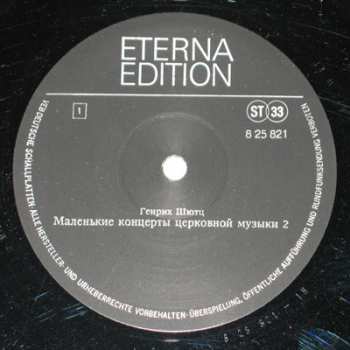 ETERNA
EDITION
1
ST 33
8 25 821
Генрих Шютц
Маленькие концерты церковной музыки 2
VEB DEUTSCHE SCHALLPLATTEN · ALLE HERSTELLER- UND URHEBERRECHTE VORBEHALTEN · ÜBERSPIELUNG, ÖFFENTLICHE AUFFÜHRUNG UND RUNDFUNKSENDUNG VERBOTEN